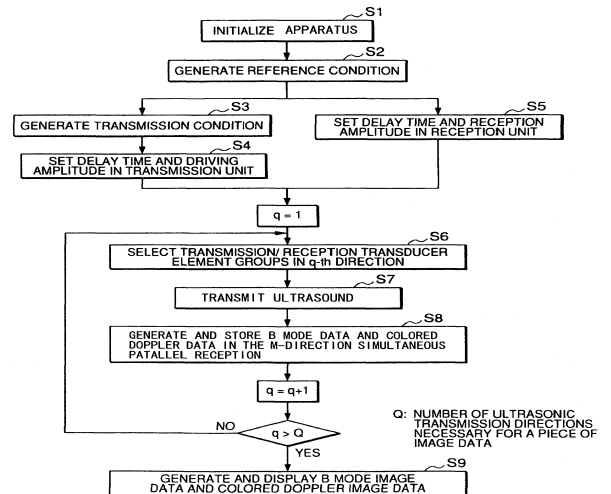 S1
INITIALIZE APPARATUS
S2
GENERATE REFERENCE CONDITION
S3
GENERATE TRANSMISSION CONDITION
S5
SET DELAY TIME AND RECEPTION
AMPLITUDE IN RECEPTION UNIT
S4
SET DELAY TIME AND DRIVING
AMPLITUDE IN TRANSMISSION UNIT
q = 1
S6
SELECT TRANSMISSION/ RECEPTION TRANSDUCER
ELEMENT GROUPS IN q-th DIRECTION
S7
TRANSMIT ULTRASOUND
S8
GENERATE AND STORE B MODE DATA AND COLORED
DOPPLER DATA IN THE M-DIRECTION SIMULTANEOUS
PATALLEL RECEPTION
q = q+1
NO
q > Q
YES
Q: NUMBER OF ULTRASONIC
TRANSMISSION DIRECTIONS
NECESSARY FOR A PIECE OF
IMAGE DATA
S9
GENERATE AND DISPLAY B MODE IMAGE
DATA AND COLORED DOPPLER IMAGE DATA